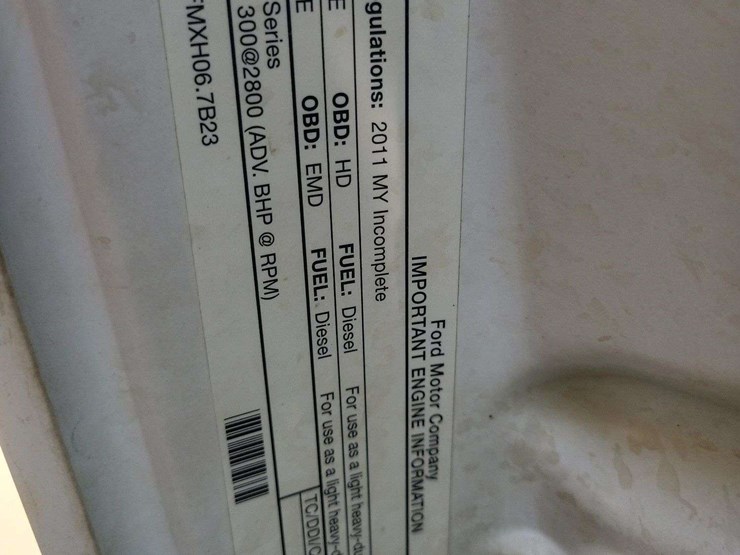 Ford Motor Company
IMPORTANT ENGINE INFORMATION
gulations: 2011 MY Incomplete
E OBD: HD FUEL: Diesel For use as a light heavy-du
E OBD: EMD FUEL: Diesel For use as a light heavy-d
Series TC/DDI/C
300@2800 (ADV. BHP @ RPM)
FMXH06.7B23